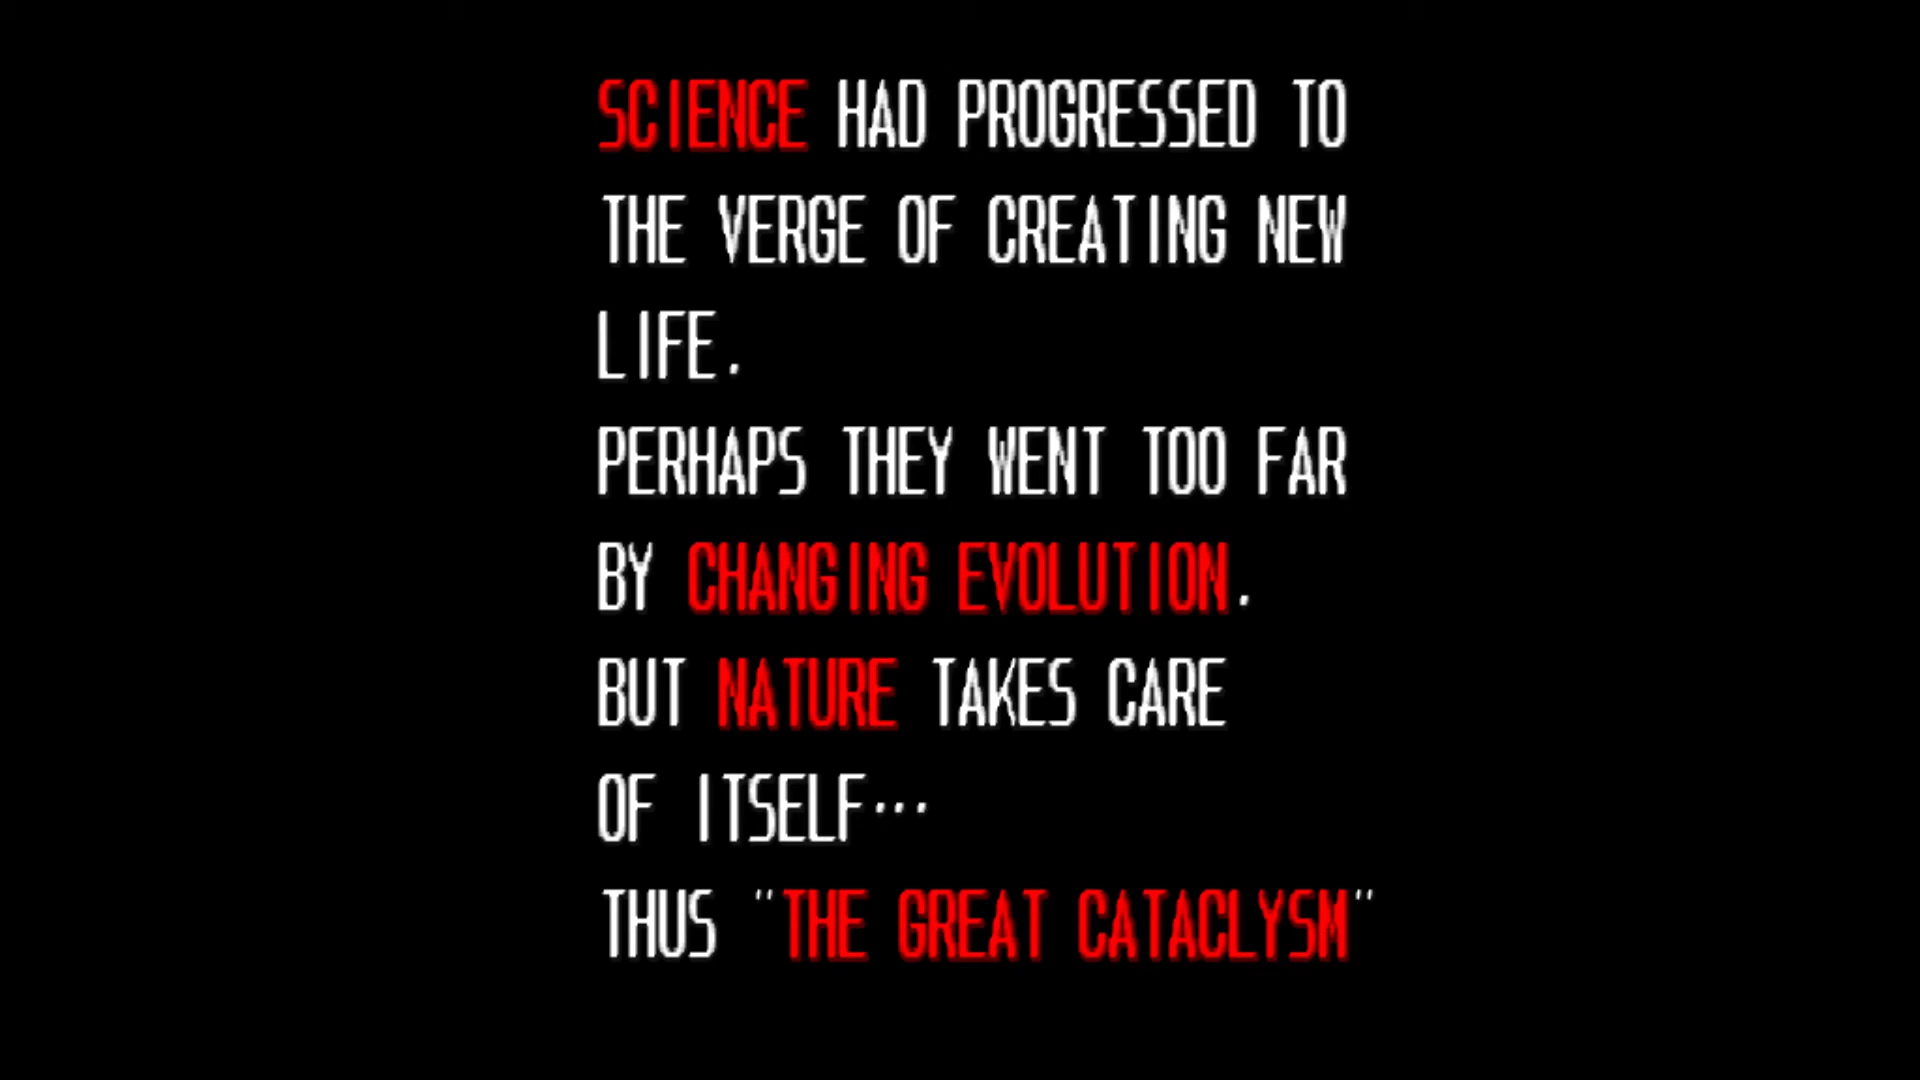 SCIENCE HAD PROGRESSED TO
THE VERGE OF CREATING NEW
LIFE.
PERHAPS THEY WENT TOO FAR
BY CHANGING EVOLUTION.
BUT NATURE TAKES CARE
OF ITSELF…
THUS "THE GREAT CATACLYSM"